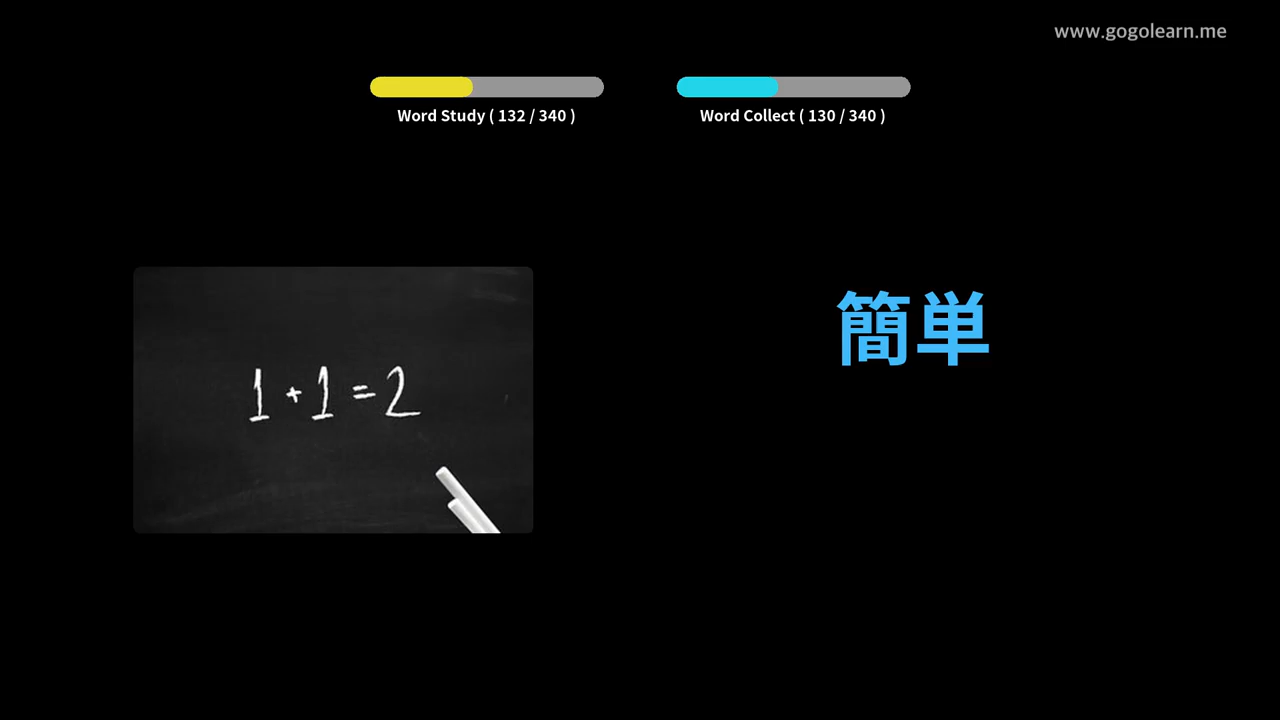 www.gogolearn.me
Word Study ( 132 / 340 )
Word Collect ( 130 / 340 )
簡単
1 + 1 = 2